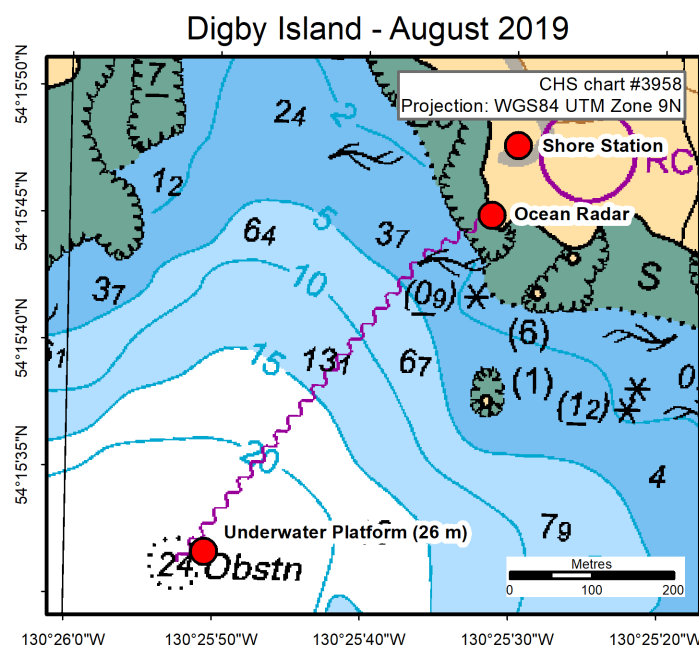 Digby Island - August 2019
CHS chart #3958
Projection: WGS84 UTM Zone 9N
54°15'50"N
7
2
24
Shore Station
RC
12
54°15'45"N
5
Ocean Radar
64
37
10
S
37
(09)
54°15'40"N
(6)
15
131
67
1
(1)
0
(12)
20
4
54°15'35"N
Underwater Platform (26 m)
79
24 Obstn
Metres
0 100 200
130°26'0"W 130°25'50"W 130°25'40"W 130°25'30"W 130°25'20"W